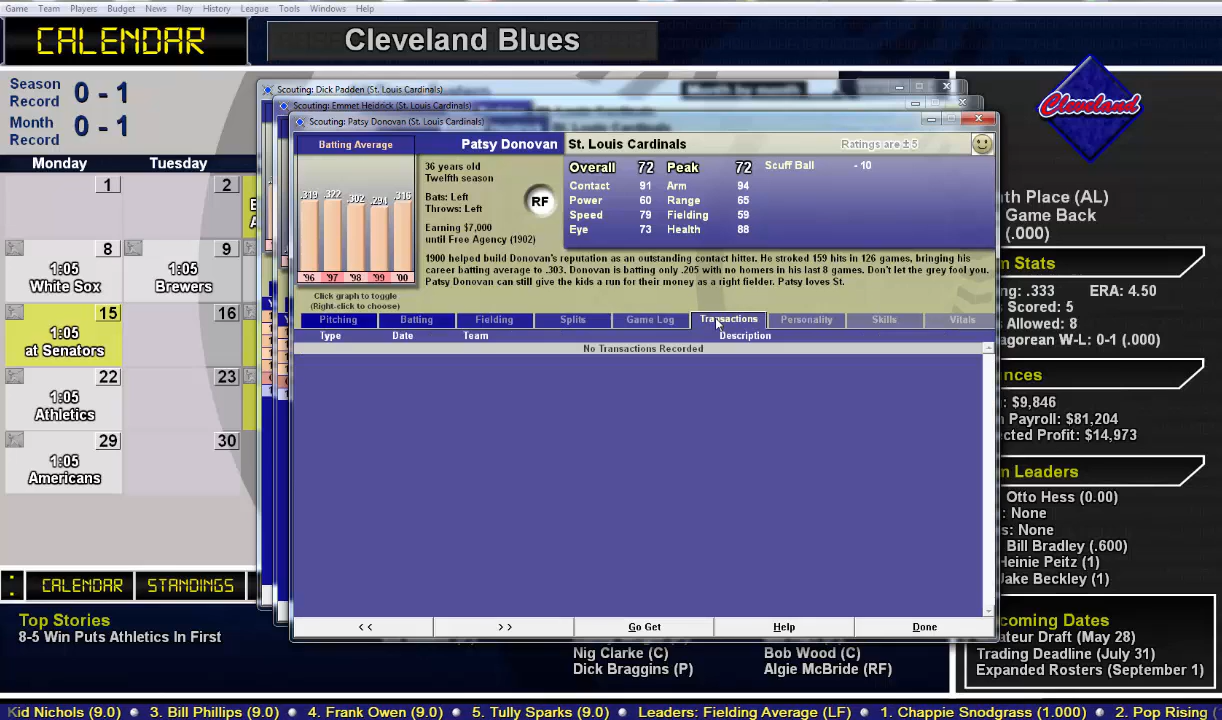 Game Team Players Budget News Play History League Tools Windows Help
CALENDAR
Cleveland Blues
Season Record 0 - 1
Month Record 0 - 1
Monday Tuesday
1 2
8 9
1:05 White Sox
1:05 Brewers
15 16
1:05 at Senators
22 23
1:05 Athletics
29 30
1:05 Americans
Scouting: Dick Padden (St. Louis Cardinals)
Scouting: Emmet Heidrick (St. Louis Cardinals)
Scouting: Patsy Donovan (St. Louis Cardinals)
Batting Average
.319 .322 .302 .294 .316
'96 '97 '98 '99 '00
Click graph to toggle
(Right-click to choose)
Patsy Donovan
36 years old
Twelfth season
Bats: Left
Throws: Left
Earning $7,000
until Free Agency (1902)
RF
St. Louis Cardinals
Ratings are ± 5
Overall 72 Peak 72 Scuff Ball - 10
Contact 91 Arm 94
Power 60 Range 65
Speed 79 Fielding 59
Eye 73 Health 88
1900 helped build Donovan's reputation as an outstanding contact hitter. He stroked 159 hits in 126 games, bringing his
career batting average to .303. Donovan is batting only .205 with no homers in his last 8 games. Don't let the grey fool you.
Patsy Donovan can still give the kids a run for their money as a right fielder. Patsy loves St.
Pitching Batting Fielding Splits Game Log Transactions Personality Skills Vitals
Type Date Team Description
No Transactions Recorded
<< >> Go Get Help Done
Cleveland
th Place (AL)
Game Back
(.000)
n Stats
ng: .333 ERA: 4.50
Scored: 5
Allowed: 8
agorean W-L: 0-1 (.000)
nces
: $9,846
n Payroll: $81,204
ected Profit: $14,973
n Leaders
Otto Hess (0.00)
: None
s: None
Bill Bradley (.600)
Heinie Peitz (1)
Jake Beckley (1)
CALENDAR STANDINGS
Top Stories
8-5 Win Puts Athletics In First
Nig Clarke (C)
Dick Braggins (P)
Bob Wood (C)
Algie McBride (RF)
oming Dates
ateur Draft (May 28)
Trading Deadline (July 31)
Expanded Rosters (September 1)
Kid Nichols (9.0) 3. Bill Phillips (9.0) 4. Frank Owen (9.0) 5. Tully Sparks (9.0) Leaders: Fielding Average (LF) 1. Chappie Snodgrass (1.000) 2. Pop Rising (